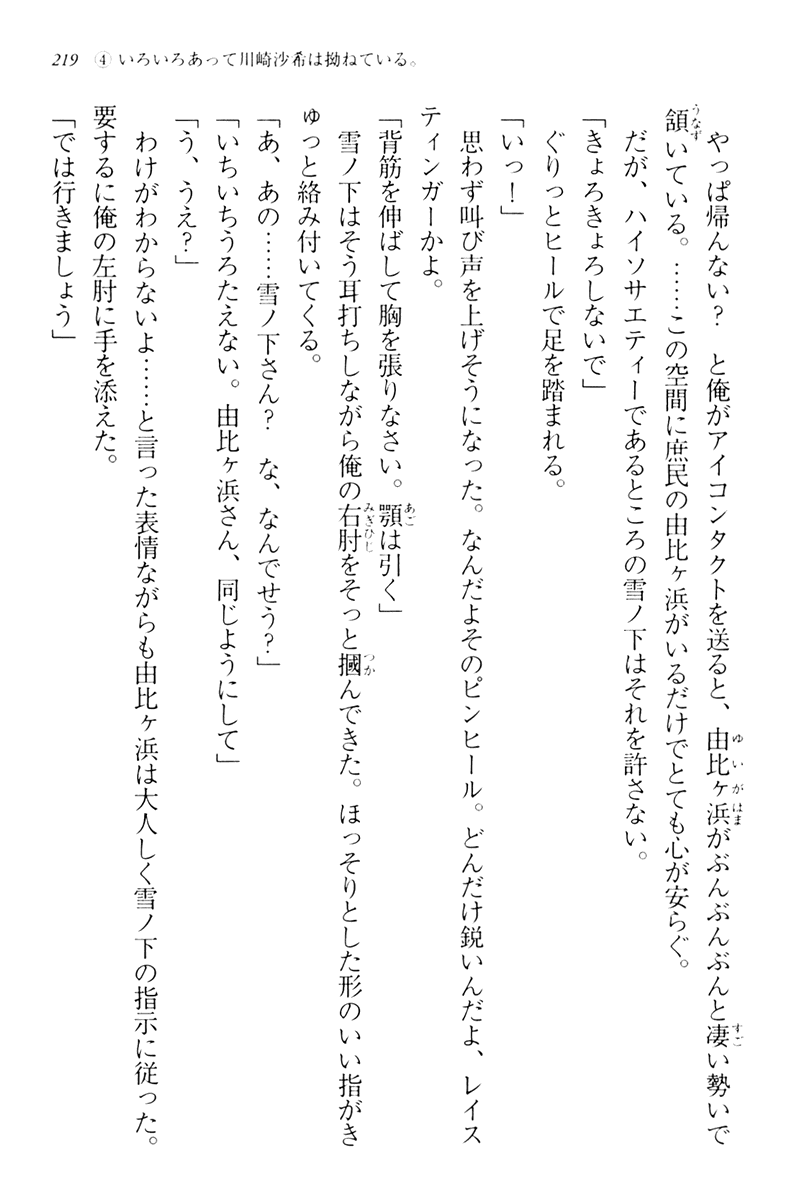 219 ④ いろいろあって川崎沙希は拗ねている。
やっぱ帰んない？　と俺がアイコンタクトを送ると、由比ヶ浜がぶんぶんぶんと凄い勢いで
頷いている。……この空間に庶民の由比ヶ浜がいるだけでとても心が安らぐ。
だが、ハイソサエティーであるところの雪ノ下はそれを許さない。
「きょろきょろしないで」
ぐりっとヒールで足を踏まれる。
「いっ！」
思わず叫び声を上げそうになった。なんだよそのピンヒール。どんだけ鋭いんだよ、レイス
ティンガーかよ。
「背筋を伸ばして胸を張りなさい。顎は引く」
雪ノ下はそう耳打ちしながら俺の右肘をそっと摑んできた。ほっそりとした形のいい指がき
ゅっと絡み付いてくる。
「あ、あの……雪ノ下さん？　な、なんでせう？」
「いちいちうろたえない。由比ヶ浜さん、同じようにして」
「う、うえ？」
わけがわからないよ……と言った表情ながらも由比ヶ浜は大人しく雪ノ下の指示に従った。
要するに俺の左肘に手を添えた。
「では行きましょう」